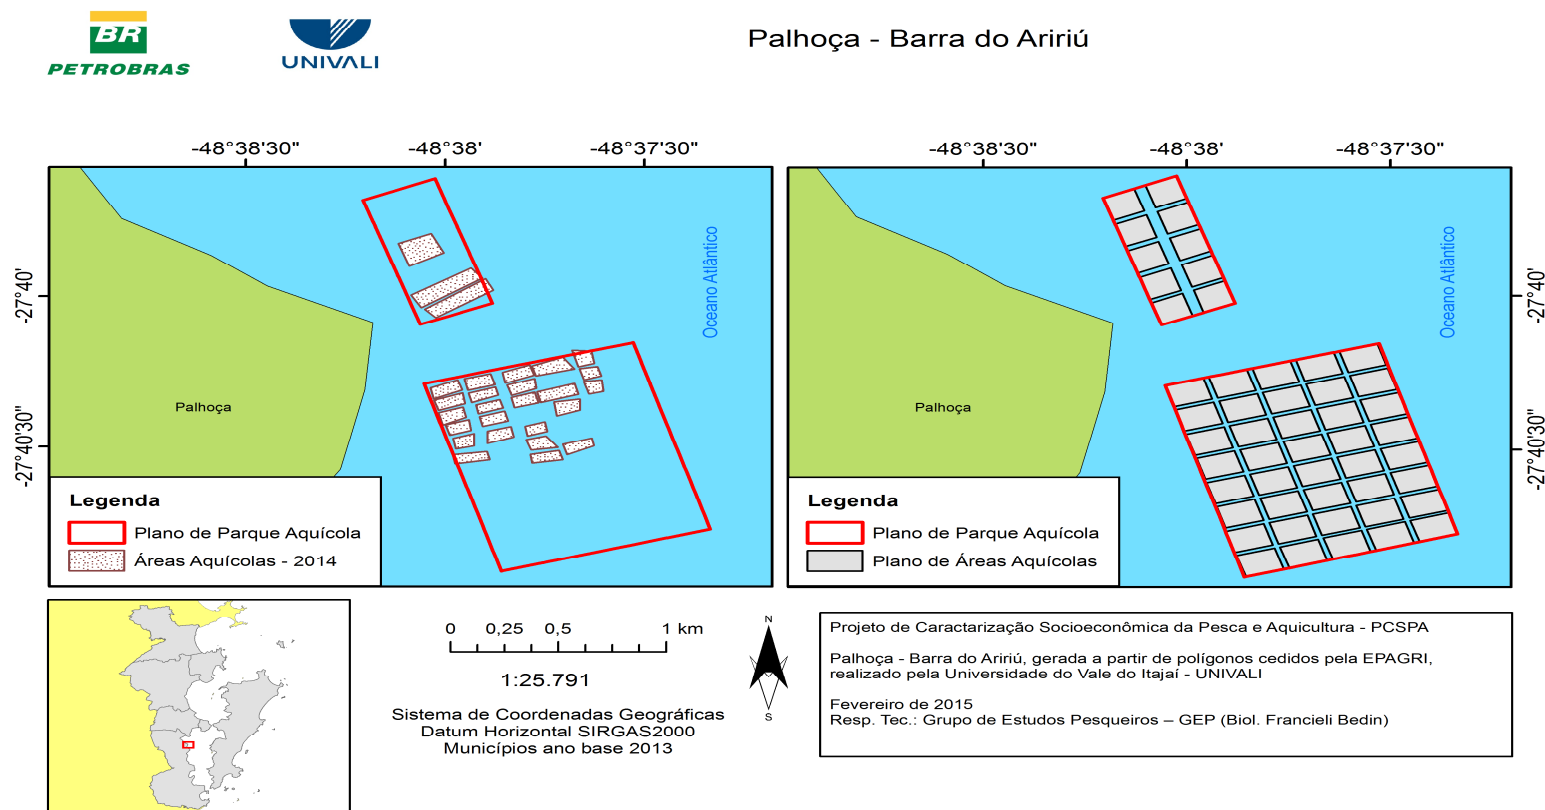 BR
PETROBRAS
UNIVALI
Palhoça - Barra do Aririú
-48°38'30"
-48°38'
-48°37'30"
-48°38'30"
-48°38'
-48°37'30"
-27°40'
-27°40'30"
Oceano Atlântico
Palhoça
Legenda
Plano de Parque Aquícola
Áreas Aquícolas - 2014
Oceano Atlântico
Palhoça
Legenda
Plano de Parque Aquícola
Plano de Áreas Aquícolas
-27°40'
-27°40'30"
0 0,25 0,5 1 km
1:25.791
Sistema de Coordenadas Geográficas
Datum Horizontal SIRGAS2000
Municípios ano base 2013
N
S
Projeto de Caractarização Socioeconômica da Pesca e Aquicultura - PCSPA
Palhoça - Barra do Aririú, gerada a partir de polígonos cedidos pela EPAGRI,
realizado pela Universidade do Vale do Itajaí - UNIVALI
Fevereiro de 2015
Resp. Tec.: Grupo de Estudos Pesqueiros – GEP (Biol. Francieli Bedin)